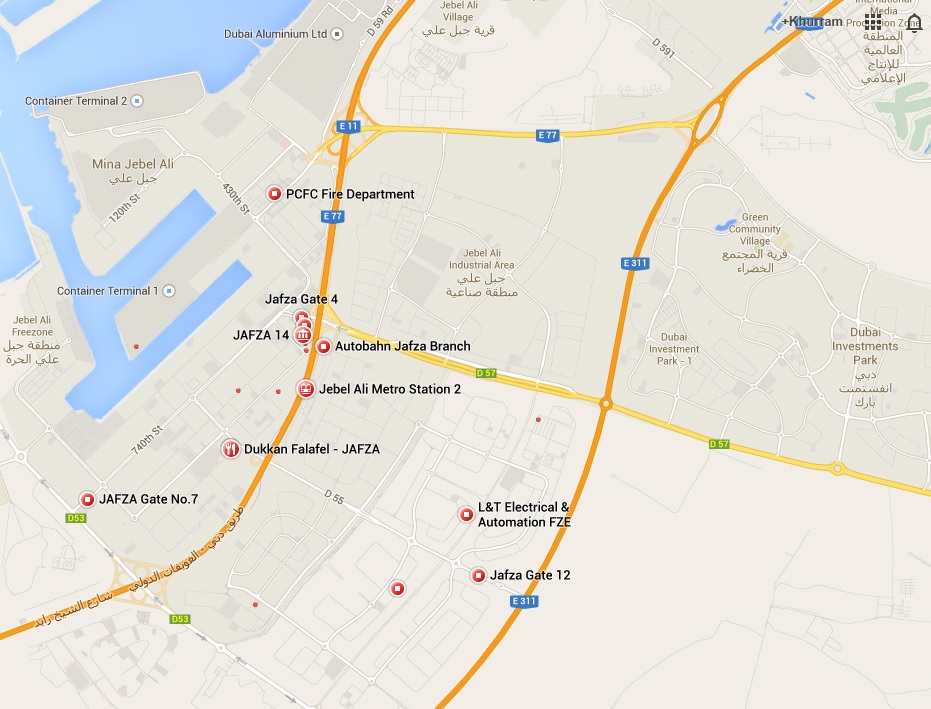 International
Media
Production Zone
المنطقة
العالمية
للإنتاج
الإعلامي
+Khurram
Jebel Ali
Village
قرية جبل علي
D 59 Rd
D 591
Dubai Aluminium Ltd
Container Terminal 2
E 11
E 77
Mina Jebel Ali
جبل علي
430th St
120th St
PCFC Fire Department
E 77
Green
Community
Village
قرية المجتمع
الخضراء
Jebel Ali
Industrial Area
جبل علي
منطقة صناعية
E 311
Container Terminal 1
Jafza Gate 4
Jebel Ali
Freezone
منطقة جبل
علي الحرة
JAFZA 14
Autobahn Jafza Branch
Dubai
Investment
Park - 1
Dubai
Investments
Park
دبي
انفستمنت
بارك
D 57
Jebel Ali Metro Station 2
740th St
Dukkan Falafel - JAFZA
D 57
JAFZA Gate No.7
D53
D 55
L&T Electrical &
Automation FZE
طريق دبي - الغويفات الدولي
شارع الشيخ زايد
Jafza Gate 12
E 311
D53